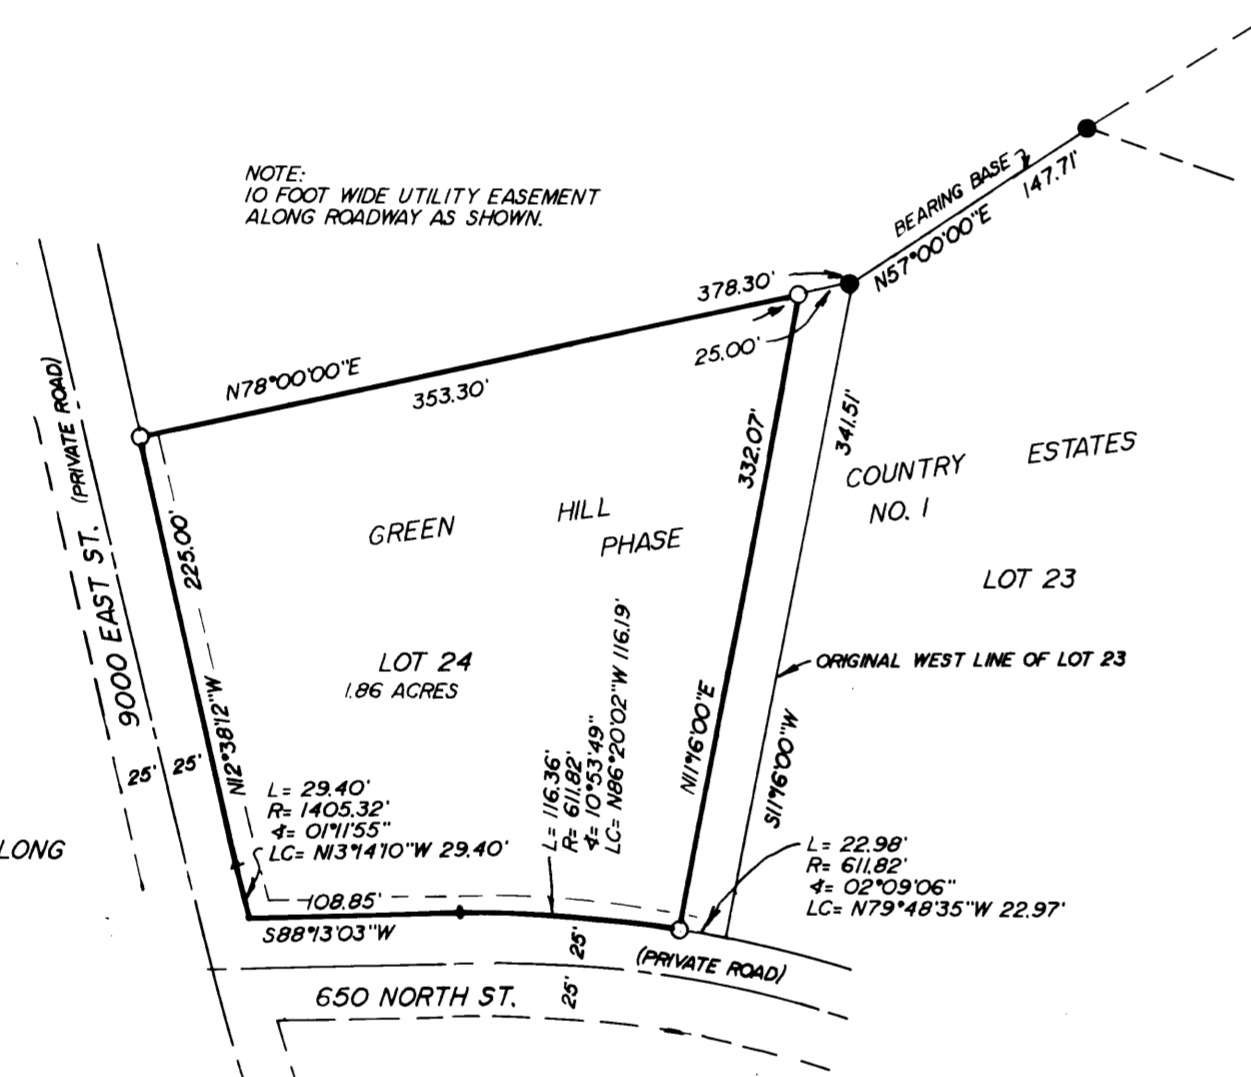 NOTE:
10 FOOT WIDE UTILITY EASEMENT
ALONG ROADWAY AS SHOWN.
BEARING BASE
147.71'
N57°00'00"E
378.30'
25.00'
N78°00'00"E
353.30'
9000 EAST ST. (PRIVATE ROAD)
225.00'
N12°38'12"W
332.07'
N11°16'00"E
341.51'
S11°16'00"W
COUNTRY ESTATES
NO. 1
LOT 23
GREEN HILL
PHASE
LOT 24
1.86 ACRES
ORIGINAL WEST LINE OF LOT 23
25' 25'
L= 29.40'
R= 1405.32'
∡= 01°11'55"
LC= N13°14'10"W 29.40'
L= 116.36'
R= 611.82'
∡= 10°53'49"
LC= N86°20'02"W 116.19'
L= 22.98'
R= 611.82'
∡= 02°09'06"
LC= N79°48'35"W 22.97'
LONG
108.85'
S88°13'03"W
25'
(PRIVATE ROAD)
650 NORTH ST.
25'